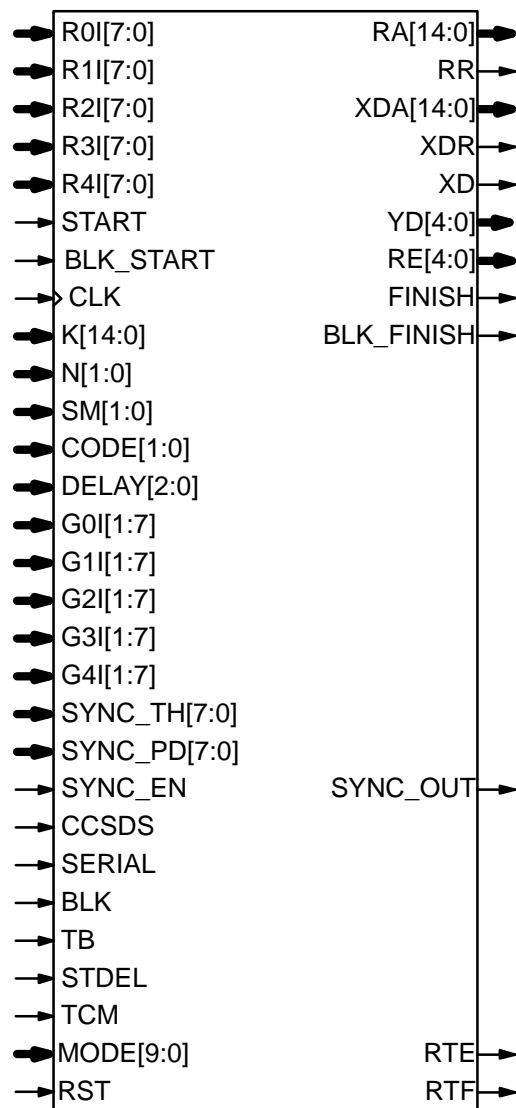 R0I[7:0] RA[14:0]
R1I[7:0] RR
R2I[7:0] XDA[14:0]
R3I[7:0] XDR
R4I[7:0] XD
START YD[4:0]
BLK_START RE[4:0]
CLK FINISH
K[14:0] BLK_FINISH
N[1:0]
SM[1:0]
CODE[1:0]
DELAY[2:0]
G0I[1:7]
G1I[1:7]
G2I[1:7]
G3I[1:7]
G4I[1:7]
SYNC_TH[7:0]
SYNC_PD[7:0]
SYNC_EN SYNC_OUT
CCSDS
SERIAL
BLK
TB
STDEL
TCM
MODE[9:0] RTE
RST RTF